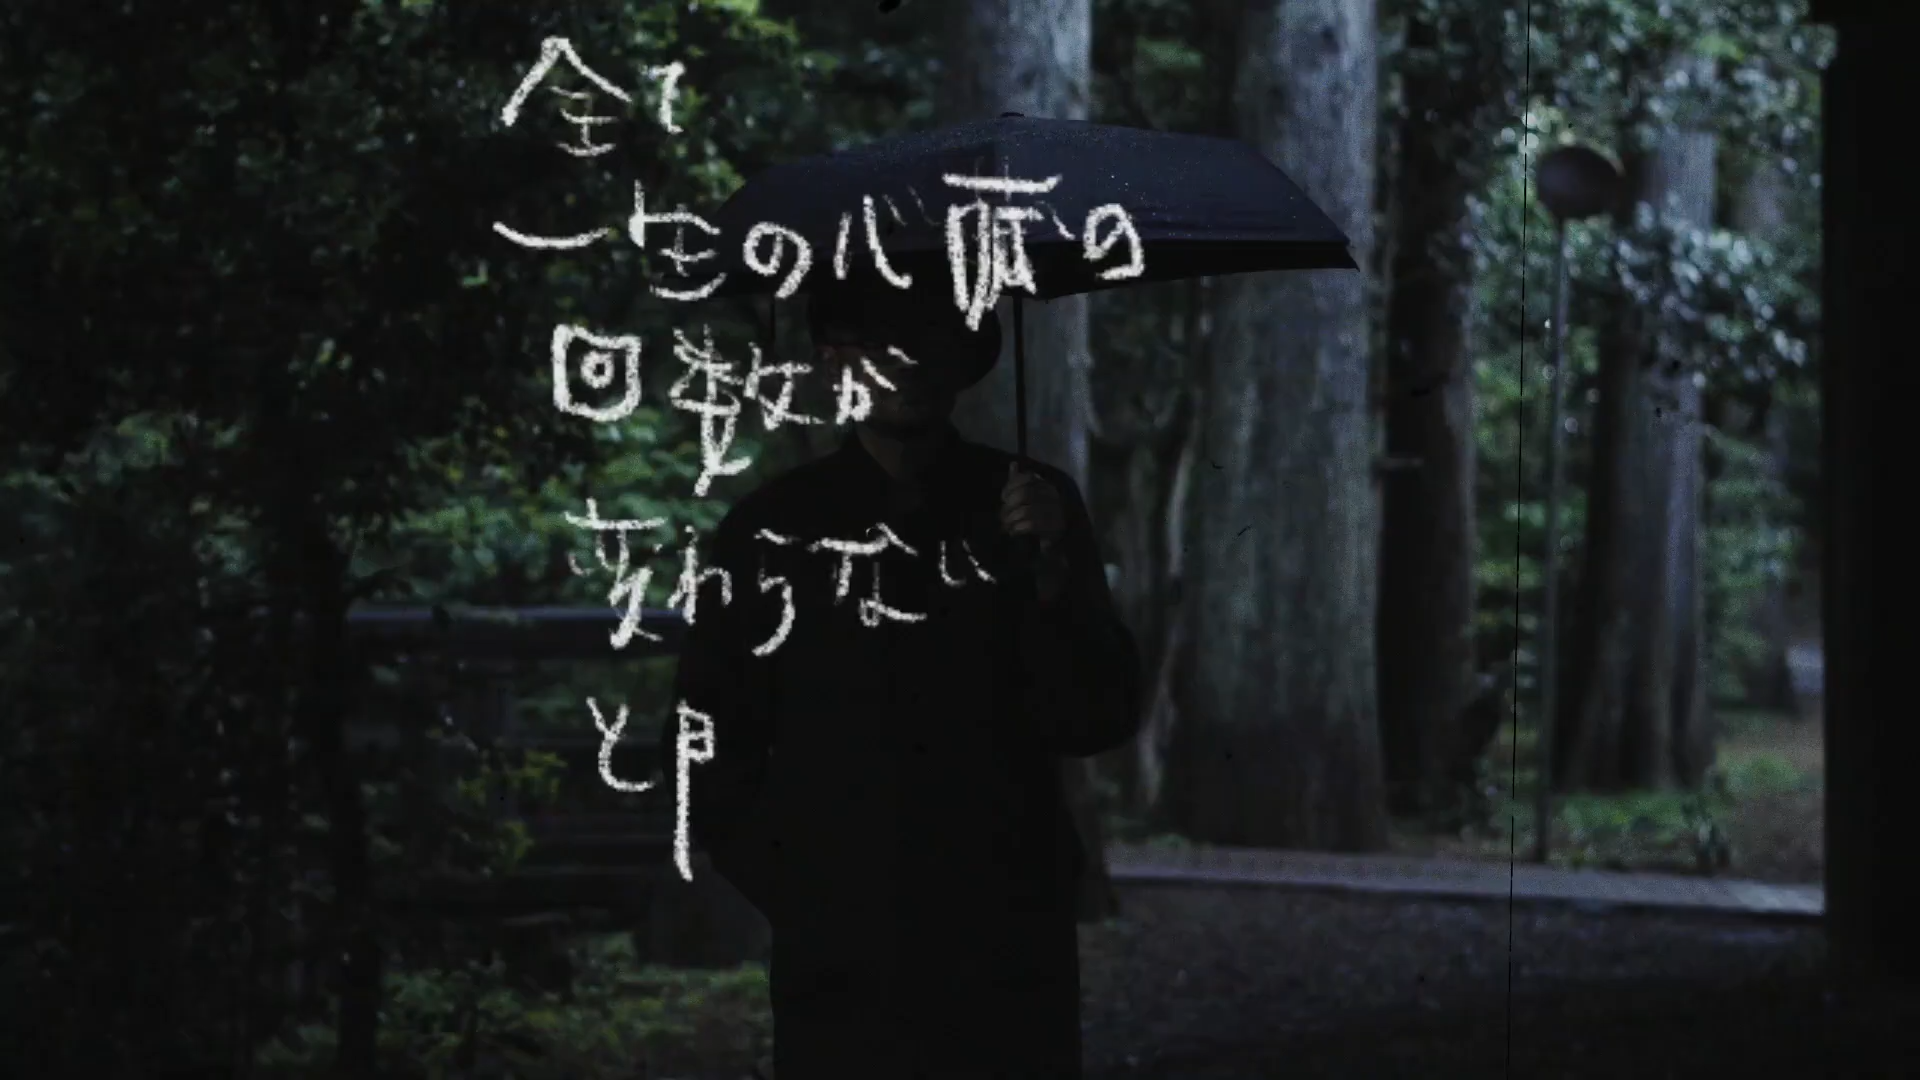 全て
一生の心臓の
回数が
変わらない
と